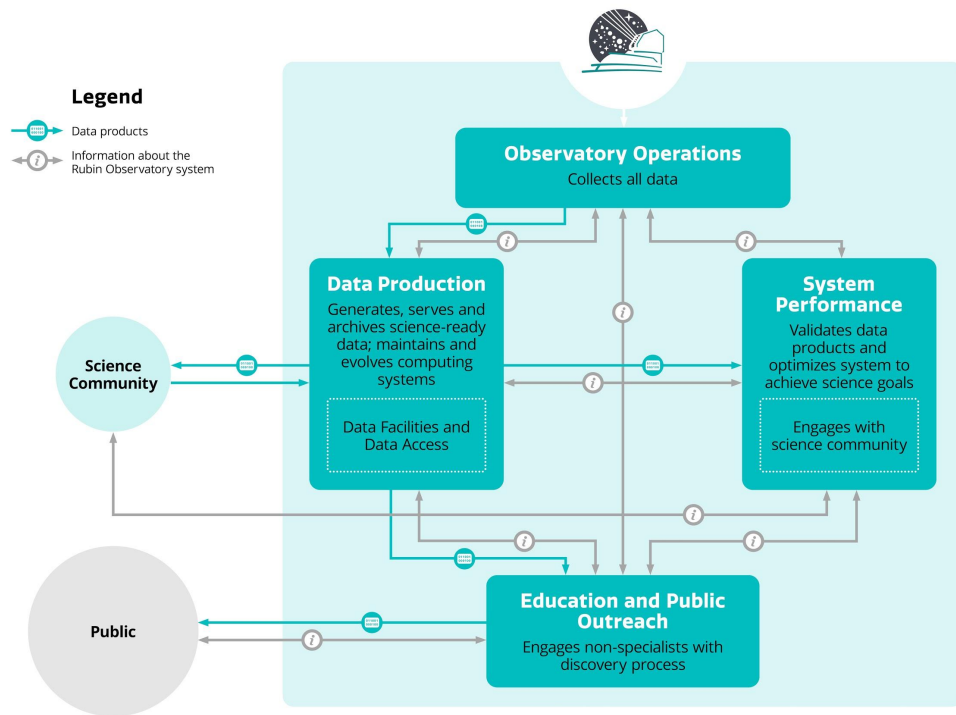 Legend
Data products
Information about the
Rubin Observatory system
Observatory Operations
Collects all data
i
i
i
Data Production
Generates, serves and
archives science-ready
data; maintains and
evolves computing
systems
Data Facilities and
Data Access
System
Performance
Validates data
products and
optimizes system to
achieve science goals
Engages with
science community
i
i
Science
Community
i
i
i
i
Education and Public
Outreach
Engages non-specialists with
discovery process
Public
i